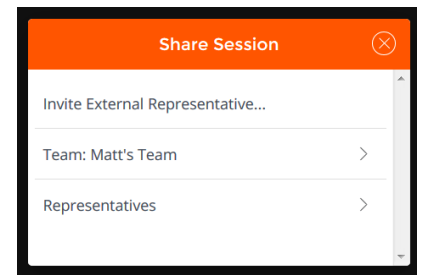 Share Session
Invite External Representative...
Team: Matt's Team
Representatives